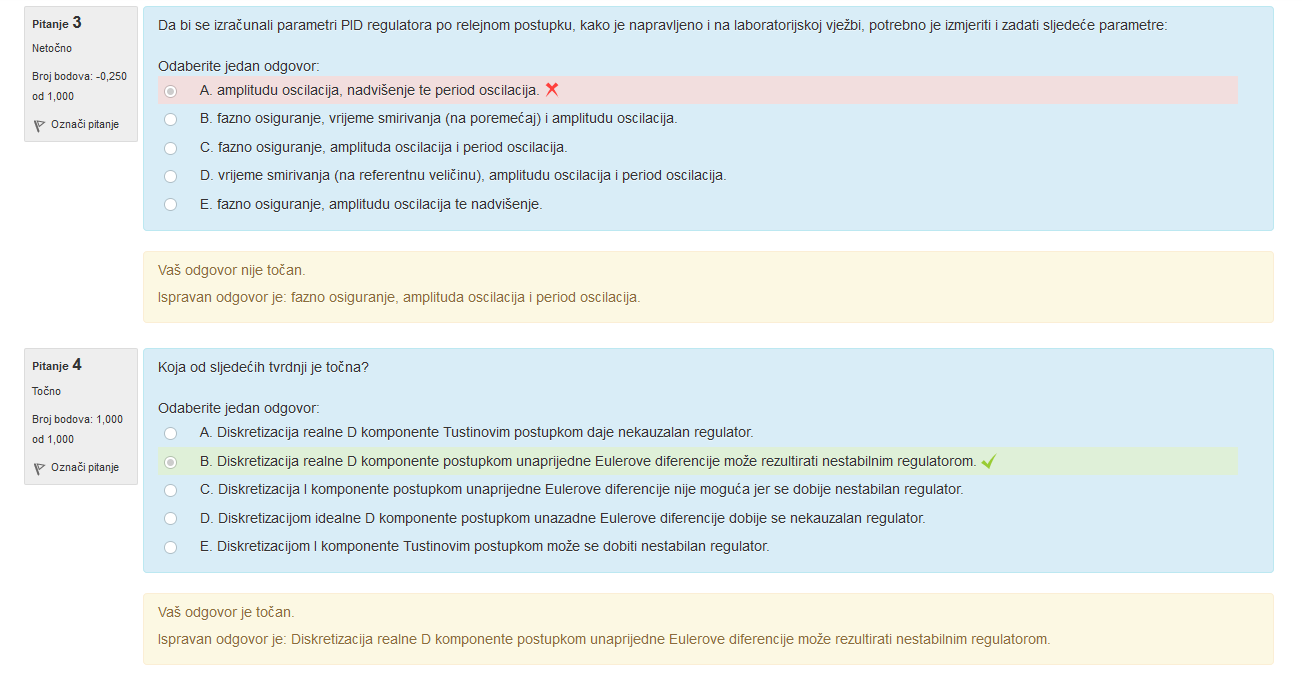 Pitanje 3
Netočno
Broj bodova: -0,250
od 1,000
Označi pitanje
Da bi se izračunali parametri PID regulatora po relejnom postupku, kako je napravljeno i na laboratorijskoj vježbi, potrebno je izmjeriti i zadati sljedeće parametre:
Odaberite jedan odgovor:
A. amplitudu oscilacija, nadvišenje te period oscilacija.
B. fazno osiguranje, vrijeme smirivanja (na poremećaj) i amplitudu oscilacija.
C. fazno osiguranje, amplituda oscilacija i period oscilacija.
D. vrijeme smirivanja (na referentnu veličinu), amplitudu oscilacija i period oscilacija.
E. fazno osiguranje, amplitudu oscilacija te nadvišenje.
Vaš odgovor nije točan.
Ispravan odgovor je: fazno osiguranje, amplituda oscilacija i period oscilacija.
Pitanje 4
Točno
Broj bodova: 1,000
od 1,000
Označi pitanje
Koja od sljedećih tvrdnji je točna?
Odaberite jedan odgovor:
A. Diskretizacija realne D komponente Tustinovim postupkom daje nekauzalan regulator.
B. Diskretizacija realne D komponente postupkom unaprijedne Eulerove diferencije može rezultirati nestabilnim regulatorom.
C. Diskretizacija I komponente postupkom unaprijedne Eulerove diferencije nije moguća jer se dobije nestabilan regulator.
D. Diskretizacijom idealne D komponente postupkom unazadne Eulerove diferencije dobije se nekauzalan regulator.
E. Diskretizacijom I komponente Tustinovim postupkom može se dobiti nestabilan regulator.
Vaš odgovor je točan.
Ispravan odgovor je: Diskretizacija realne D komponente postupkom unaprijedne Eulerove diferencije može rezultirati nestabilnim regulatorom.